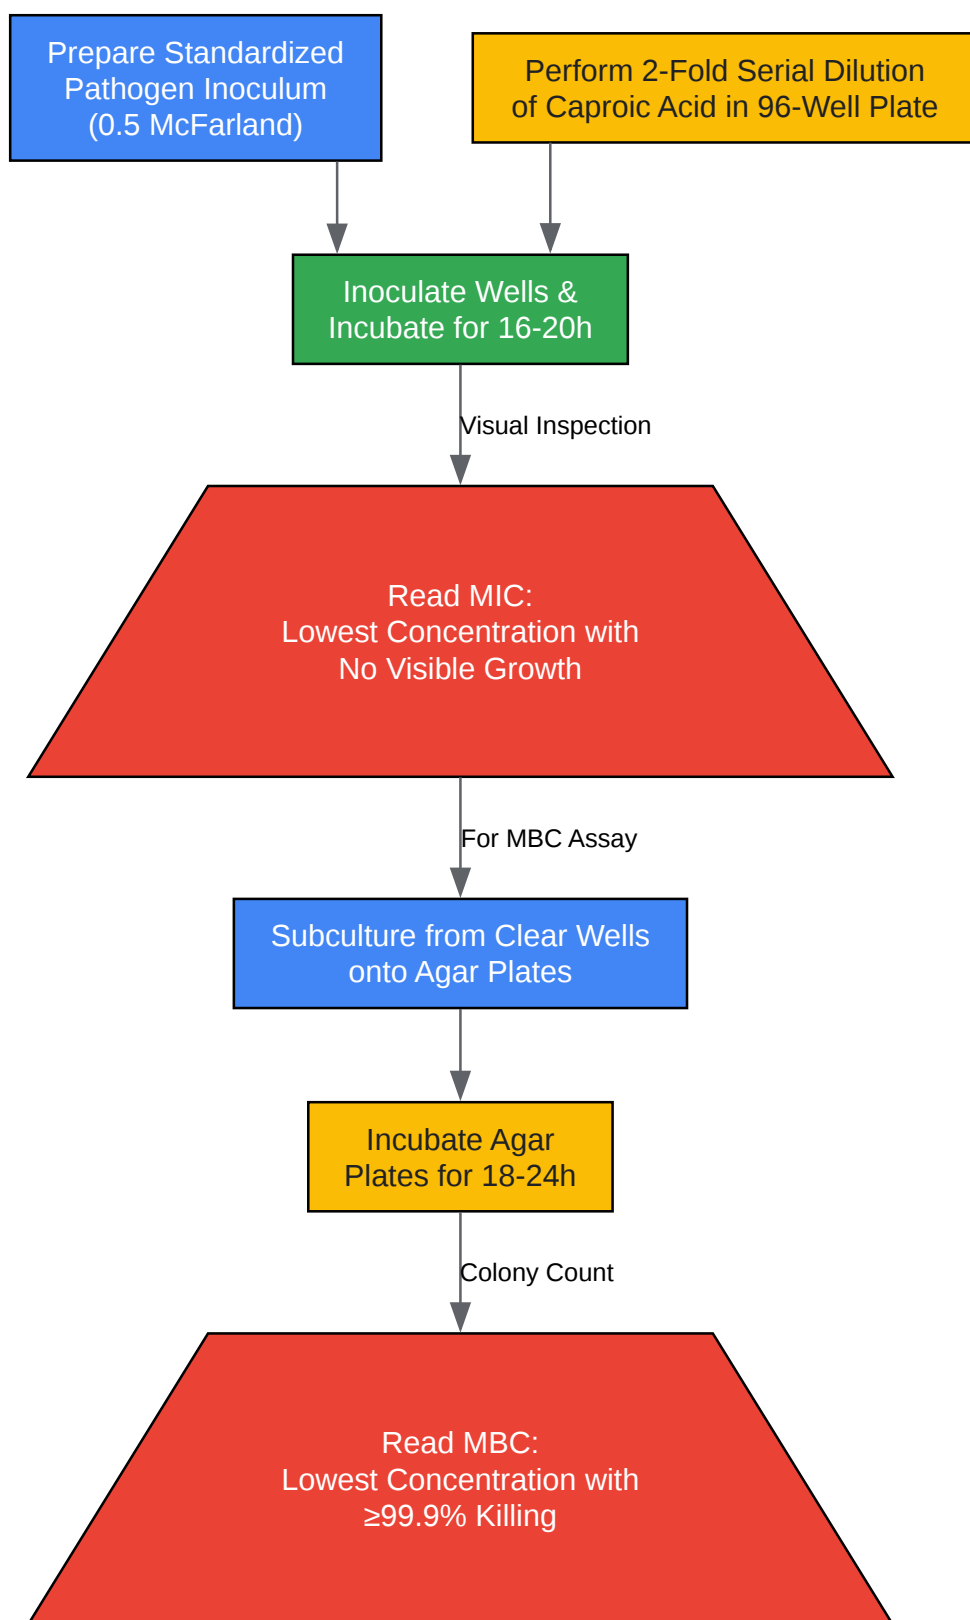 Prepare Standardized
Pathogen Inoculum
(0.5 McFarland)
Perform 2-Fold Serial Dilution
of Caproic Acid in 96-Well Plate
Inoculate Wells &
Incubate for 16-20h
Visual Inspection
Read MIC:
Lowest Concentration with
No Visible Growth
For MBC Assay
Subculture from Clear Wells
onto Agar Plates
Incubate Agar
Plates for 18-24h
Colony Count
Read MBC:
Lowest Concentration with
≥99.9% Killing